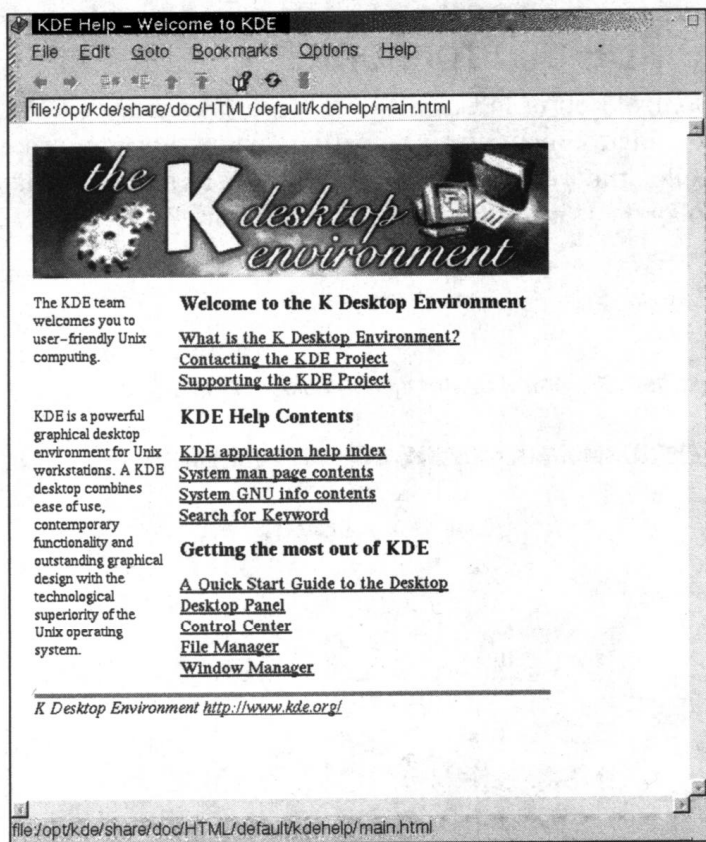 KDE Help – Welcome to KDE
File Edit Goto Bookmarks Options Help
file:/opt/kde/share/doc/HTML/default/kdehelp/main.html
the K desktop environment
The KDE team
welcomes you to
user–friendly Unix
computing.
Welcome to the K Desktop Environment
What is the K Desktop Environment?
Contacting the KDE Project
Supporting the KDE Project
KDE is a powerful
graphical desktop
environment for Unix
workstations. A KDE
desktop combines
ease of use,
contemporary
functionality and
outstanding graphical
design with the
technological
superiority of the
Unix operating
system.
KDE Help Contents
KDE application help index
System man page contents
System GNU info contents
Search for Keyword
Getting the most out of KDE
A Quick Start Guide to the Desktop
Desktop Panel
Control Center
File Manager
Window Manager
K Desktop Environment http://www.kde.org/
file:/opt/kde/share/doc/HTML/default/kdehelp/main.html